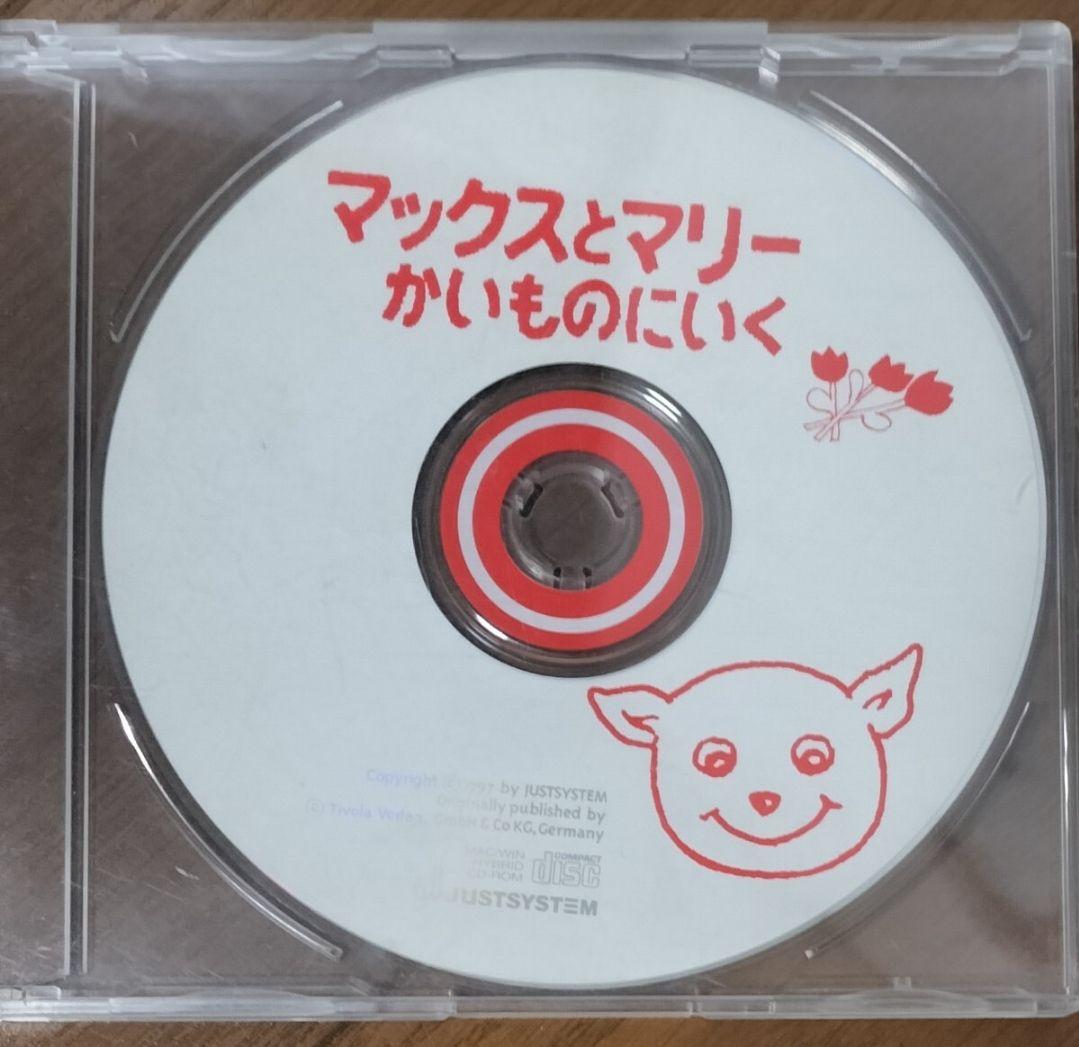 マックスとマリー
かいものにいく
Copyright (c) 1997 by JUSTSYSTEM
Originally published by
(c) Tivola Verlag, GmbH & Co KG, Germany
MAC/WIN
HYBRID
CD-ROM
COMPACT
disc
JUSTSYSTEM